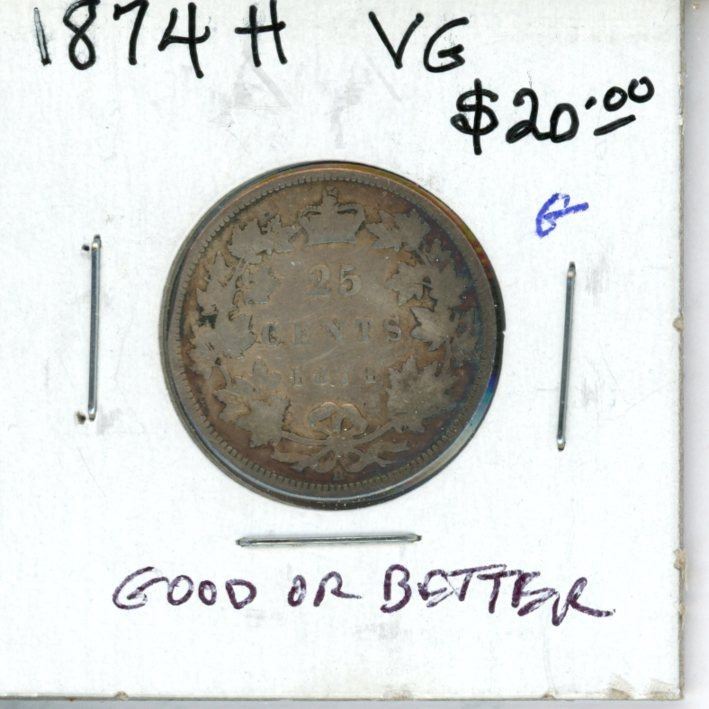 1874 H VG
$20.00
G
25
CENTS
H
GOOD OR BETTER